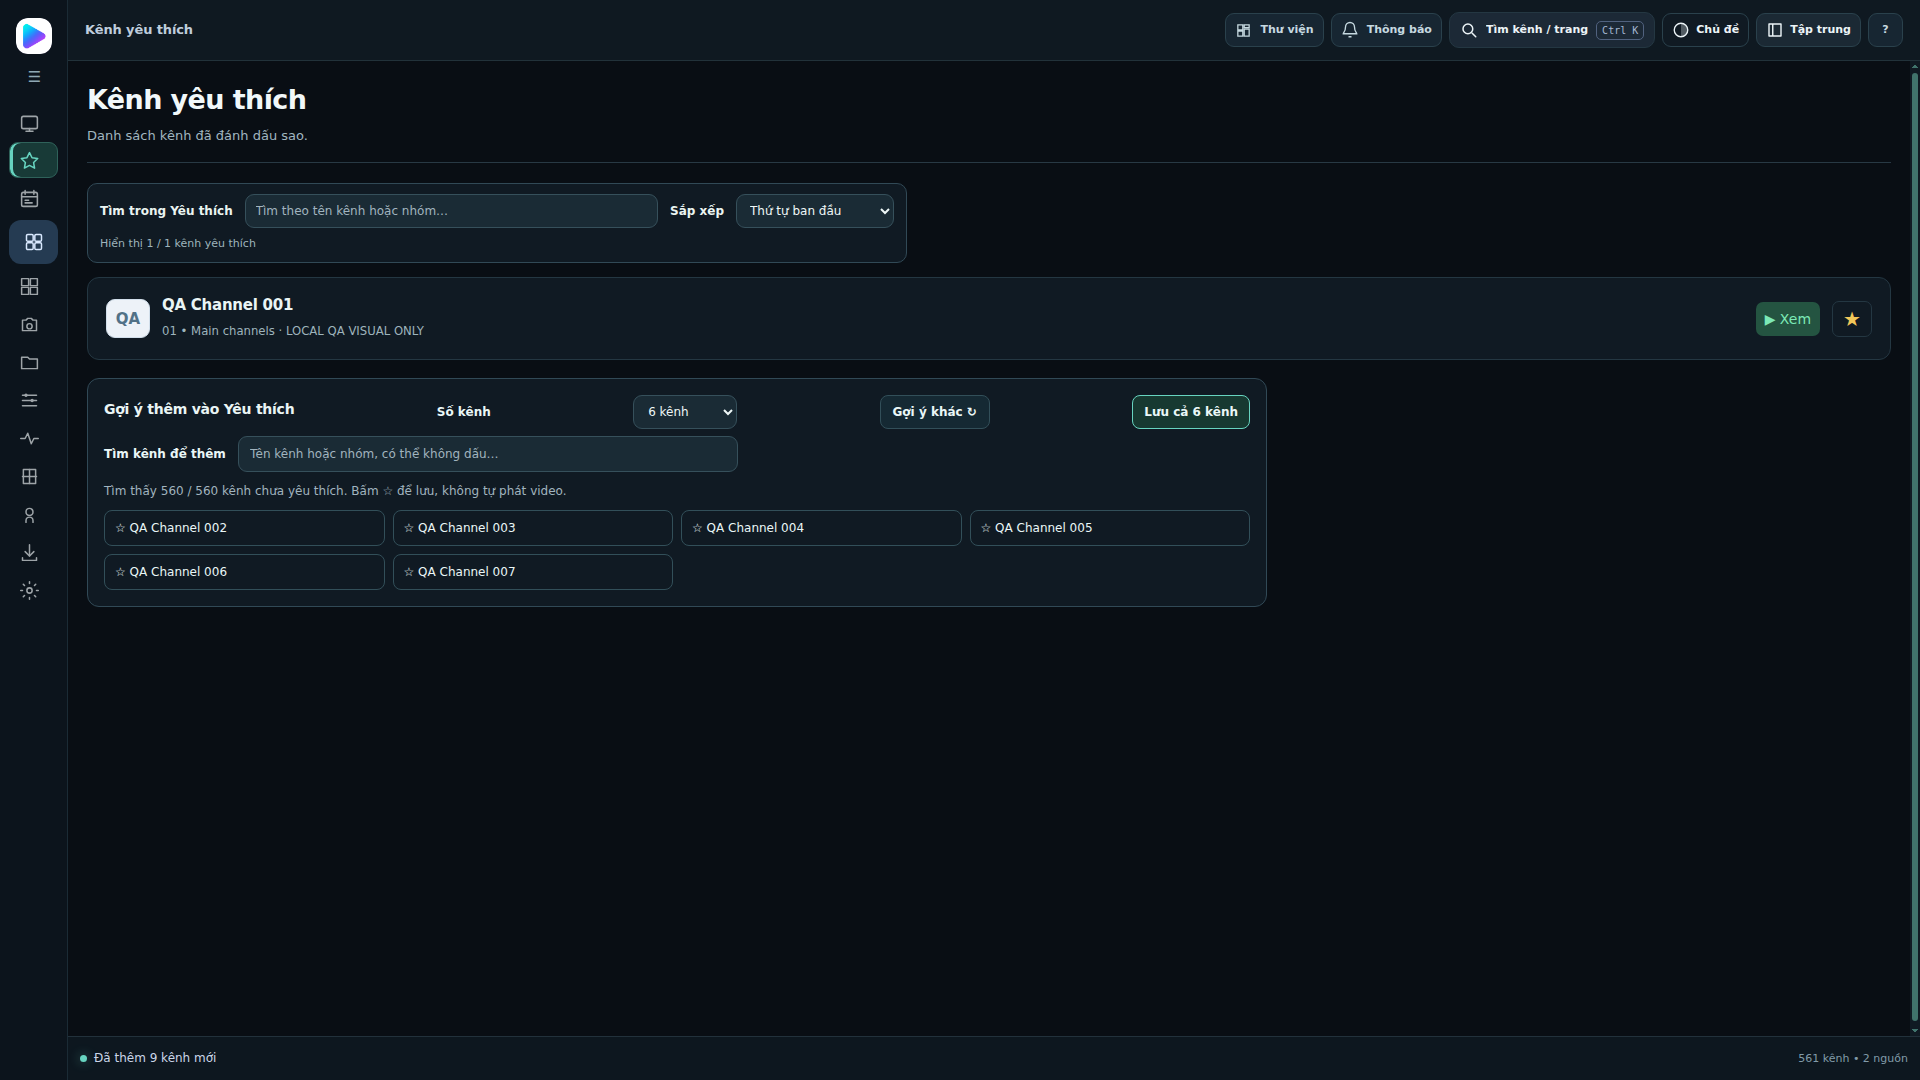 Kênh yêu thích
Thư viện
Thông báo
Tìm kênh / trang Ctrl K
Chủ đề
Tập trung
?
Kênh yêu thích
Danh sách kênh đã đánh dấu sao.
Tìm trong Yêu thích
Tìm theo tên kênh hoặc nhóm...
Sắp xếp
Thứ tự ban đầu
Hiển thị 1 / 1 kênh yêu thích
QA
QA Channel 001
01 • Main channels · LOCAL QA VISUAL ONLY
▶ Xem
★
Gợi ý thêm vào Yêu thích
Số kênh
6 kênh
Gợi ý khác ↻
Lưu cả 6 kênh
Tìm kênh để thêm
Tên kênh hoặc nhóm, có thể không dấu...
Tìm thấy 560 / 560 kênh chưa yêu thích. Bấm ☆ để lưu, không tự phát video.
☆ QA Channel 002
☆ QA Channel 003
☆ QA Channel 004
☆ QA Channel 005
☆ QA Channel 006
☆ QA Channel 007
Đã thêm 9 kênh mới
561 kênh • 2 nguồn